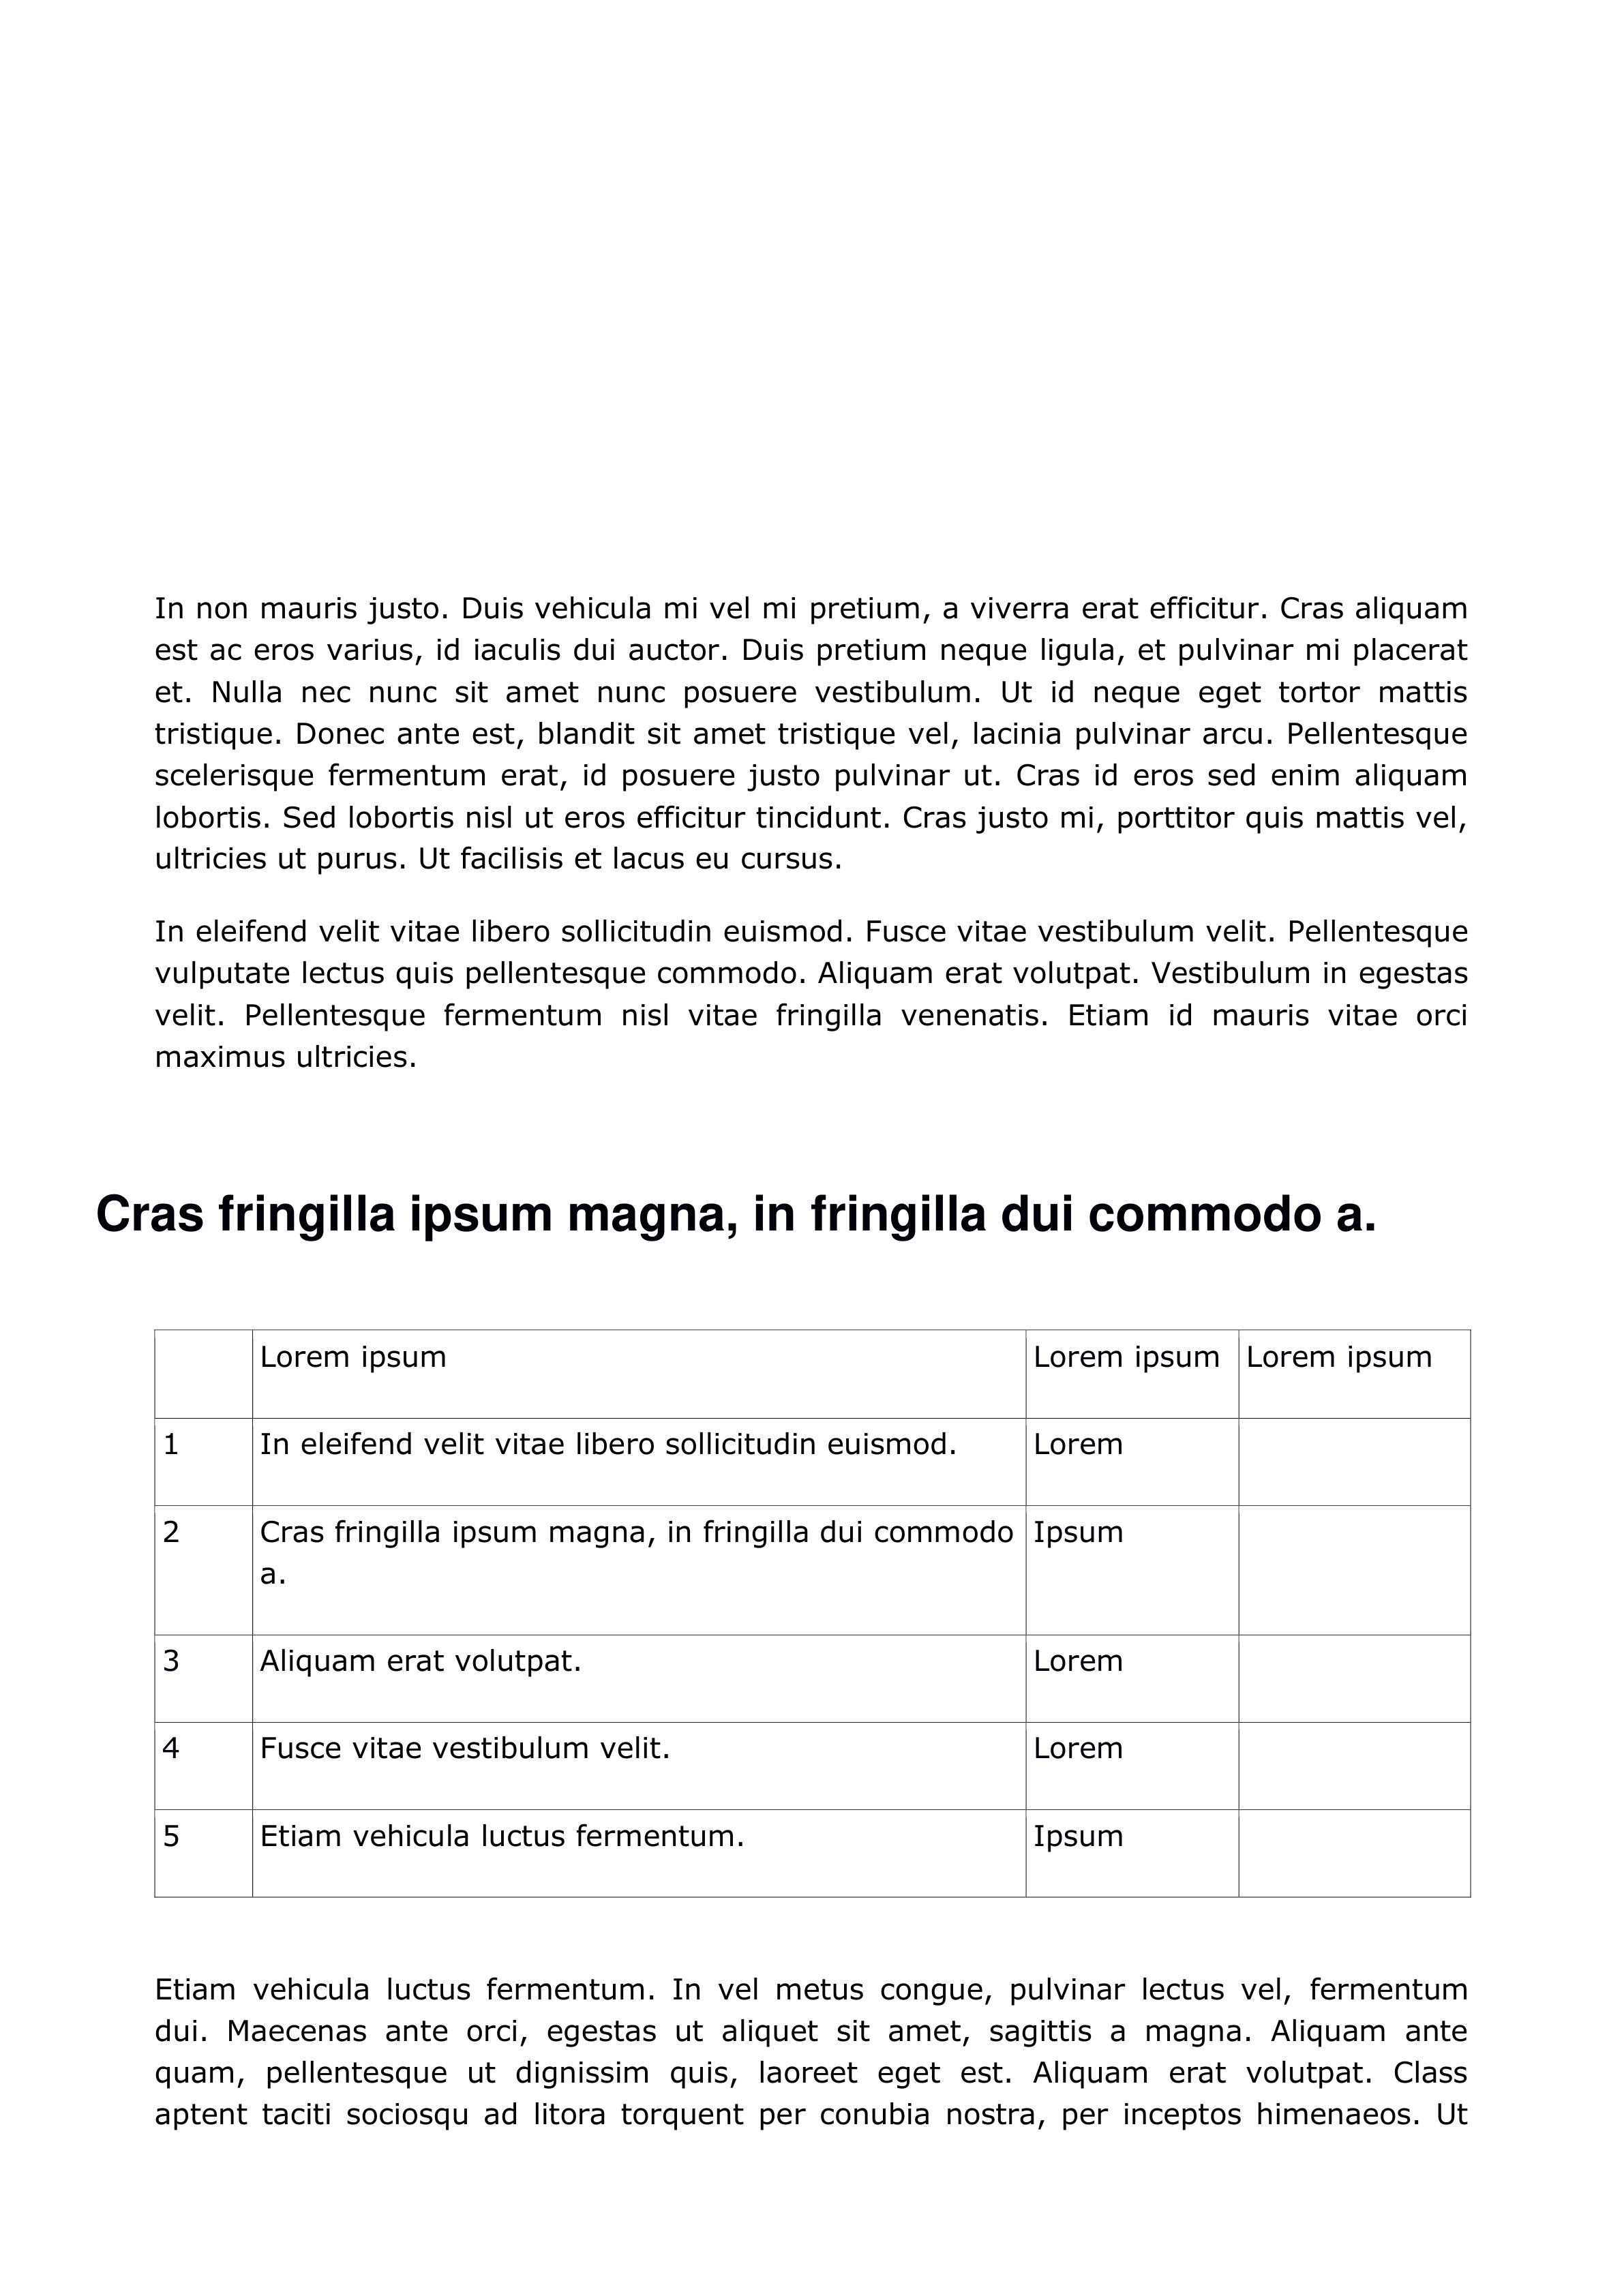 In non mauris justo. Duis vehicula mi vel mi pretium, a viverra erat efficitur. Cras aliquam
est ac eros varius, id iaculis dui auctor. Duis pretium neque ligula, et pulvinar mi placerat
et. Nulla nec nunc sit amet nunc posuere vestibulum. Ut id neque eget tortor mattis
tristique. Donec ante est, blandit sit amet tristique vel, lacinia pulvinar arcu. Pellentesque
scelerisque fermentum erat, id posuere justo pulvinar ut. Cras id eros sed enim aliquam
lobortis. Sed lobortis nisl ut eros efficitur tincidunt. Cras justo mi, porttitor quis mattis vel,
ultricies ut purus. Ut facilisis et lacus eu cursus.
In eleifend velit vitae libero sollicitudin euismod. Fusce vitae vestibulum velit. Pellentesque
vulputate lectus quis pellentesque commodo. Aliquam erat volutpat. Vestibulum in egestas
velit. Pellentesque fermentum nisl vitae fringilla venenatis. Etiam id mauris vitae orci
maximus ultricies.
Cras fringilla ipsum magna, in fringilla dui commodo a.
Lorem ipsum Lorem ipsum Lorem ipsum
1 In eleifend velit vitae libero sollicitudin euismod. Lorem
2 Cras fringilla ipsum magna, in fringilla dui commodo Ipsum
a.
3 Aliquam erat volutpat. Lorem
4 Fusce vitae vestibulum velit. Lorem
5 Etiam vehicula luctus fermentum. Ipsum
Etiam vehicula luctus fermentum. In vel metus congue, pulvinar lectus vel, fermentum
dui. Maecenas ante orci, egestas ut aliquet sit amet, sagittis a magna. Aliquam ante
quam, pellentesque ut dignissim quis, laoreet eget est. Aliquam erat volutpat. Class
aptent taciti sociosqu ad litora torquent per conubia nostra, per inceptos himenaeos. Ut